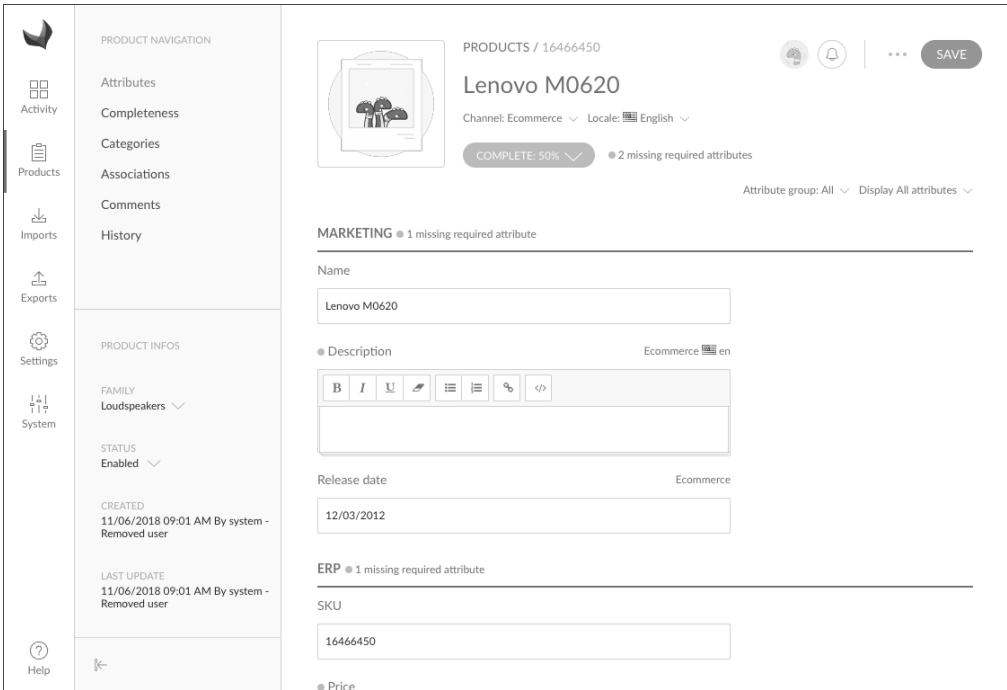 Activity
Products
Imports
Exports
Settings
System
Help
PRODUCT NAVIGATION
Attributes
Completeness
Categories
Associations
Comments
History
PRODUCT INFOS
FAMILY
Loudspeakers
STATUS
Enabled
CREATED
11/06/2018 09:01 AM By system -
Removed user
LAST UPDATE
11/06/2018 09:01 AM By system -
Removed user
PRODUCTS / 16466450
SAVE
Lenovo M0620
Channel: Ecommerce Locale: English
COMPLETE: 50% 2 missing required attributes
Attribute group: All Display All attributes
MARKETING 1 missing required attribute
Name
Lenovo M0620
Description Ecommerce en
B I U </>
Release date Ecommerce
12/03/2012
ERP 1 missing required attribute
SKU
16466450
Price